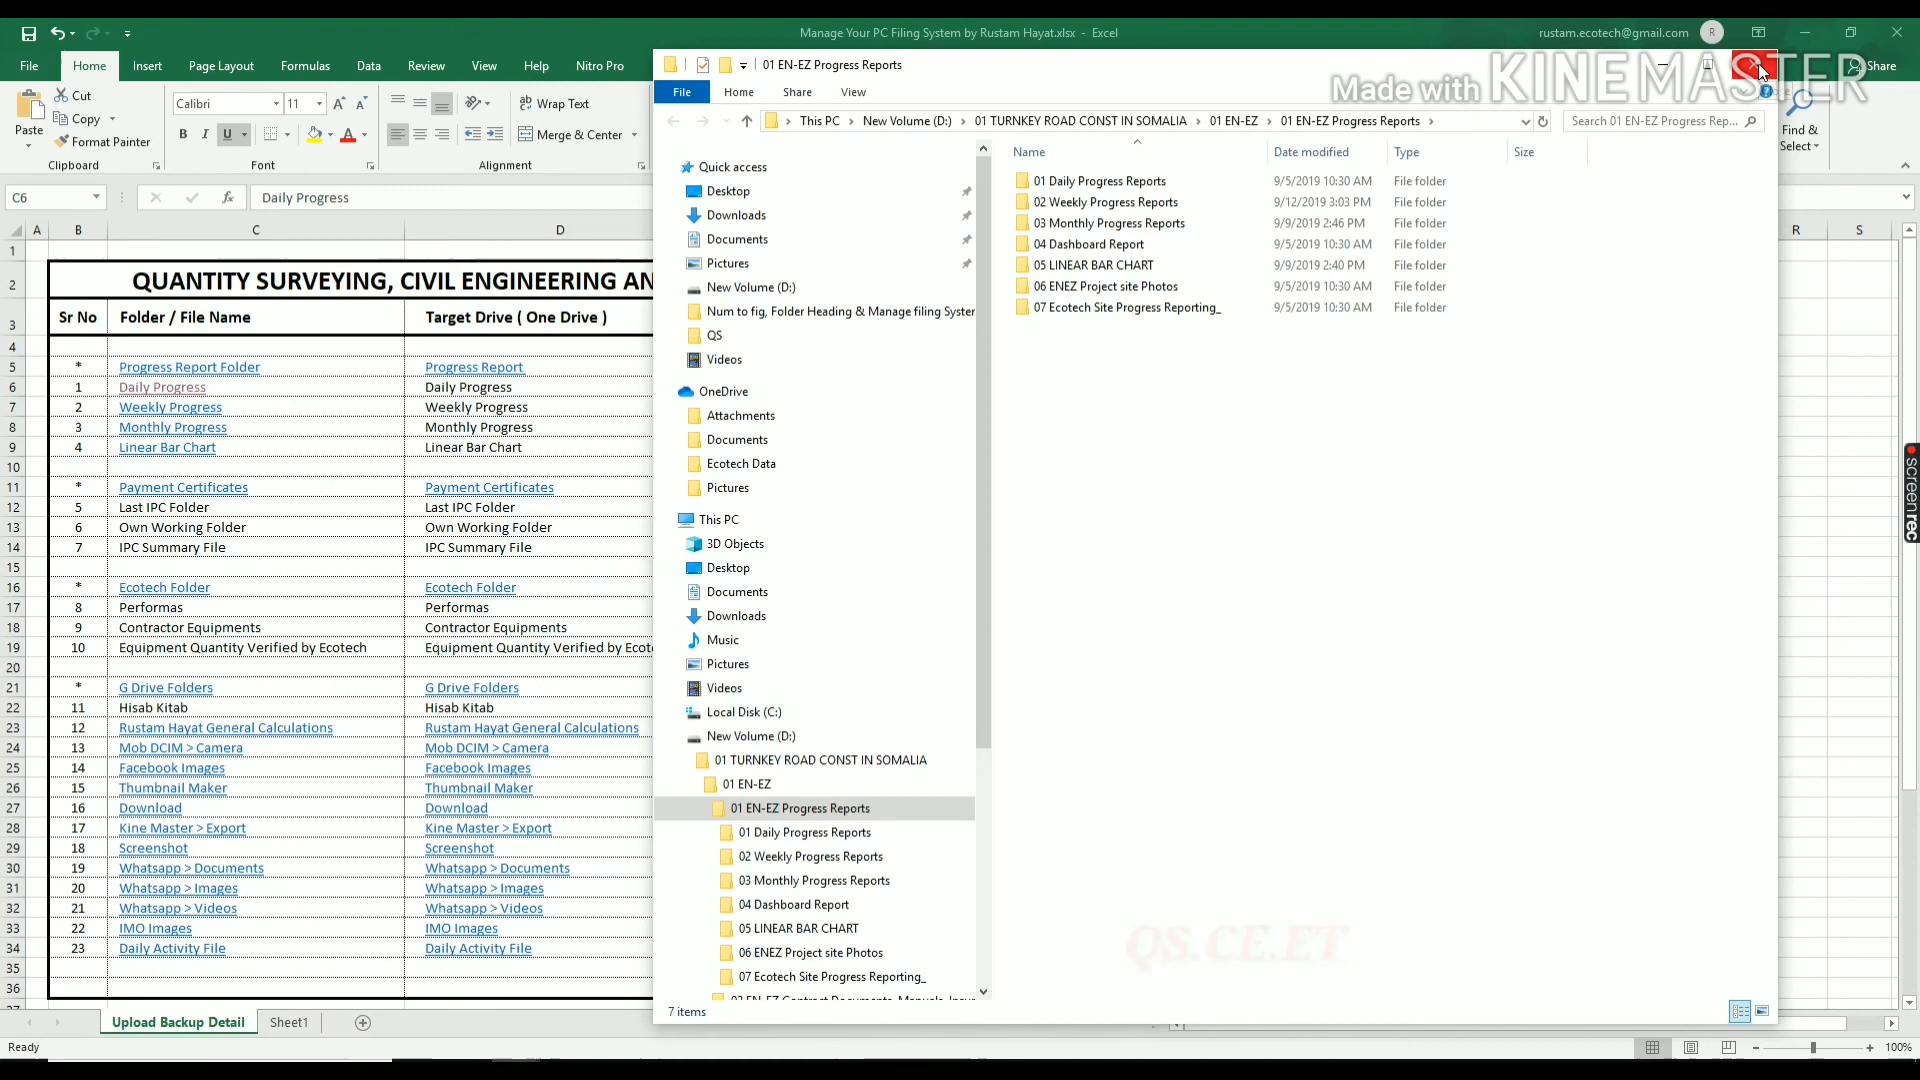 Manage Your PC Filing System by Rustam Hayat.xlsx - Excel
rustam.ecotech@gmail.com R
File Home Insert Page Layout Formulas Data Review View Help Nitro Pro Share
Made with KINEMASTER
Paste
Cut
Copy
Format Painter
Clipboard
Calibri 11
B I U
Font
Wrap Text
Merge & Center
Alignment
Find & Select
C6 fx Daily Progress
A B C D R S
QUANTITY SURVEYING, CIVIL ENGINEERING AN
Sr No Folder / File Name Target Drive ( One Drive )
* Progress Report Folder Progress Report
1 Daily Progress Daily Progress
2 Weekly Progress Weekly Progress
3 Monthly Progress Monthly Progress
4 Linear Bar Chart Linear Bar Chart
* Payment Certificates Payment Certificates
5 Last IPC Folder Last IPC Folder
6 Own Working Folder Own Working Folder
7 IPC Summary File IPC Summary File
* Ecotech Folder Ecotech Folder
8 Performas Performas
9 Contractor Equipments Contractor Equipments
10 Equipment Quantity Verified by Ecotech Equipment Quantity Verified by Ecot
* G Drive Folders G Drive Folders
11 Hisab Kitab Hisab Kitab
12 Rustam Hayat General Calculations Rustam Hayat General Calculations
13 Mob DCIM > Camera Mob DCIM > Camera
14 Facebook Images Facebook Images
15 Thumbnail Maker Thumbnail Maker
16 Download Download
17 Kine Master > Export Kine Master > Export
18 Screenshot Screenshot
19 Whatsapp > Documents Whatsapp > Documents
20 Whatsapp > Images Whatsapp > Images
21 Whatsapp > Videos Whatsapp > Videos
22 IMO Images IMO Images
23 Daily Activity File Daily Activity File
Upload Backup Detail Sheet1
Ready
100%
01 EN-EZ Progress Reports
File Home Share View
This PC > New Volume (D:) > 01 TURNKEY ROAD CONST IN SOMALIA > 01 EN-EZ > 01 EN-EZ Progress Reports >
Search 01 EN-EZ Progress Rep...
Quick access
Desktop
Downloads
Documents
Pictures
New Volume (D:)
Num to fig, Folder Heading & Manage filing Syster
QS
Videos
OneDrive
Attachments
Documents
Ecotech Data
Pictures
This PC
3D Objects
Desktop
Documents
Downloads
Music
Pictures
Videos
Local Disk (C:)
New Volume (D:)
01 TURNKEY ROAD CONST IN SOMALIA
01 EN-EZ
01 EN-EZ Progress Reports
01 Daily Progress Reports
02 Weekly Progress Reports
03 Monthly Progress Reports
04 Dashboard Report
05 LINEAR BAR CHART
06 ENEZ Project site Photos
07 Ecotech Site Progress Reporting_
Name Date modified Type Size
01 Daily Progress Reports 9/5/2019 10:30 AM File folder
02 Weekly Progress Reports 9/12/2019 3:03 PM File folder
03 Monthly Progress Reports 9/9/2019 2:46 PM File folder
04 Dashboard Report 9/5/2019 10:30 AM File folder
05 LINEAR BAR CHART 9/9/2019 2:40 PM File folder
06 ENEZ Project site Photos 9/5/2019 10:30 AM File folder
07 Ecotech Site Progress Reporting_ 9/5/2019 10:30 AM File folder
QS.CE.ET
7 items
screenrec